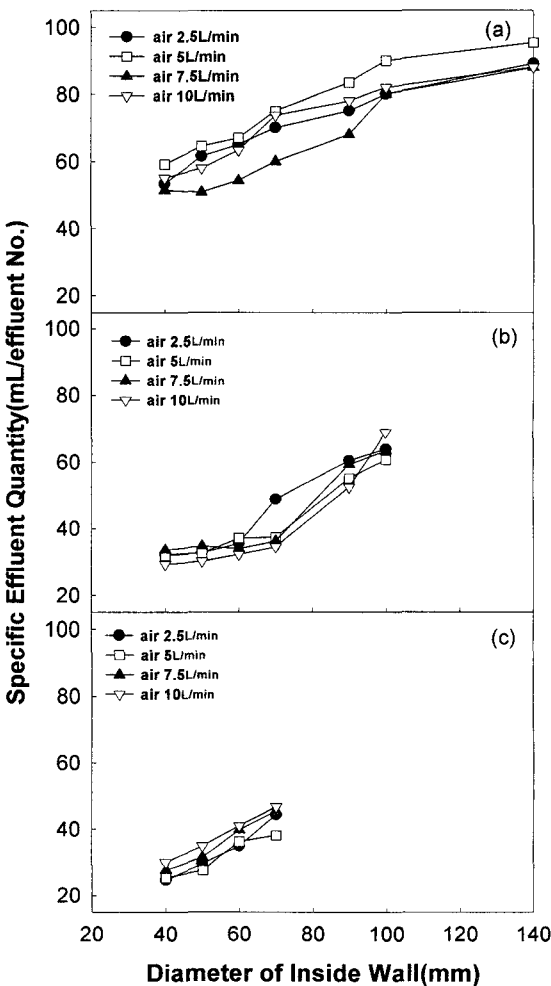 100
(a)
air 2.5L/min
air 5L/min
air 7.5L/min
air 10L/min
80
60
40
20
100
(b)
air 2.5L/min
air 5L/min
air 7.5L/min
air 10L/min
80
60
40
20
100
(c)
air 2.5L/min
air 5L/min
air 7.5L/min
air 10L/min
80
60
40
20
Specific Effluent Quantity(mL/effluent No.)
20 40 60 80 100 120 140
Diameter of Inside Wall(mm)